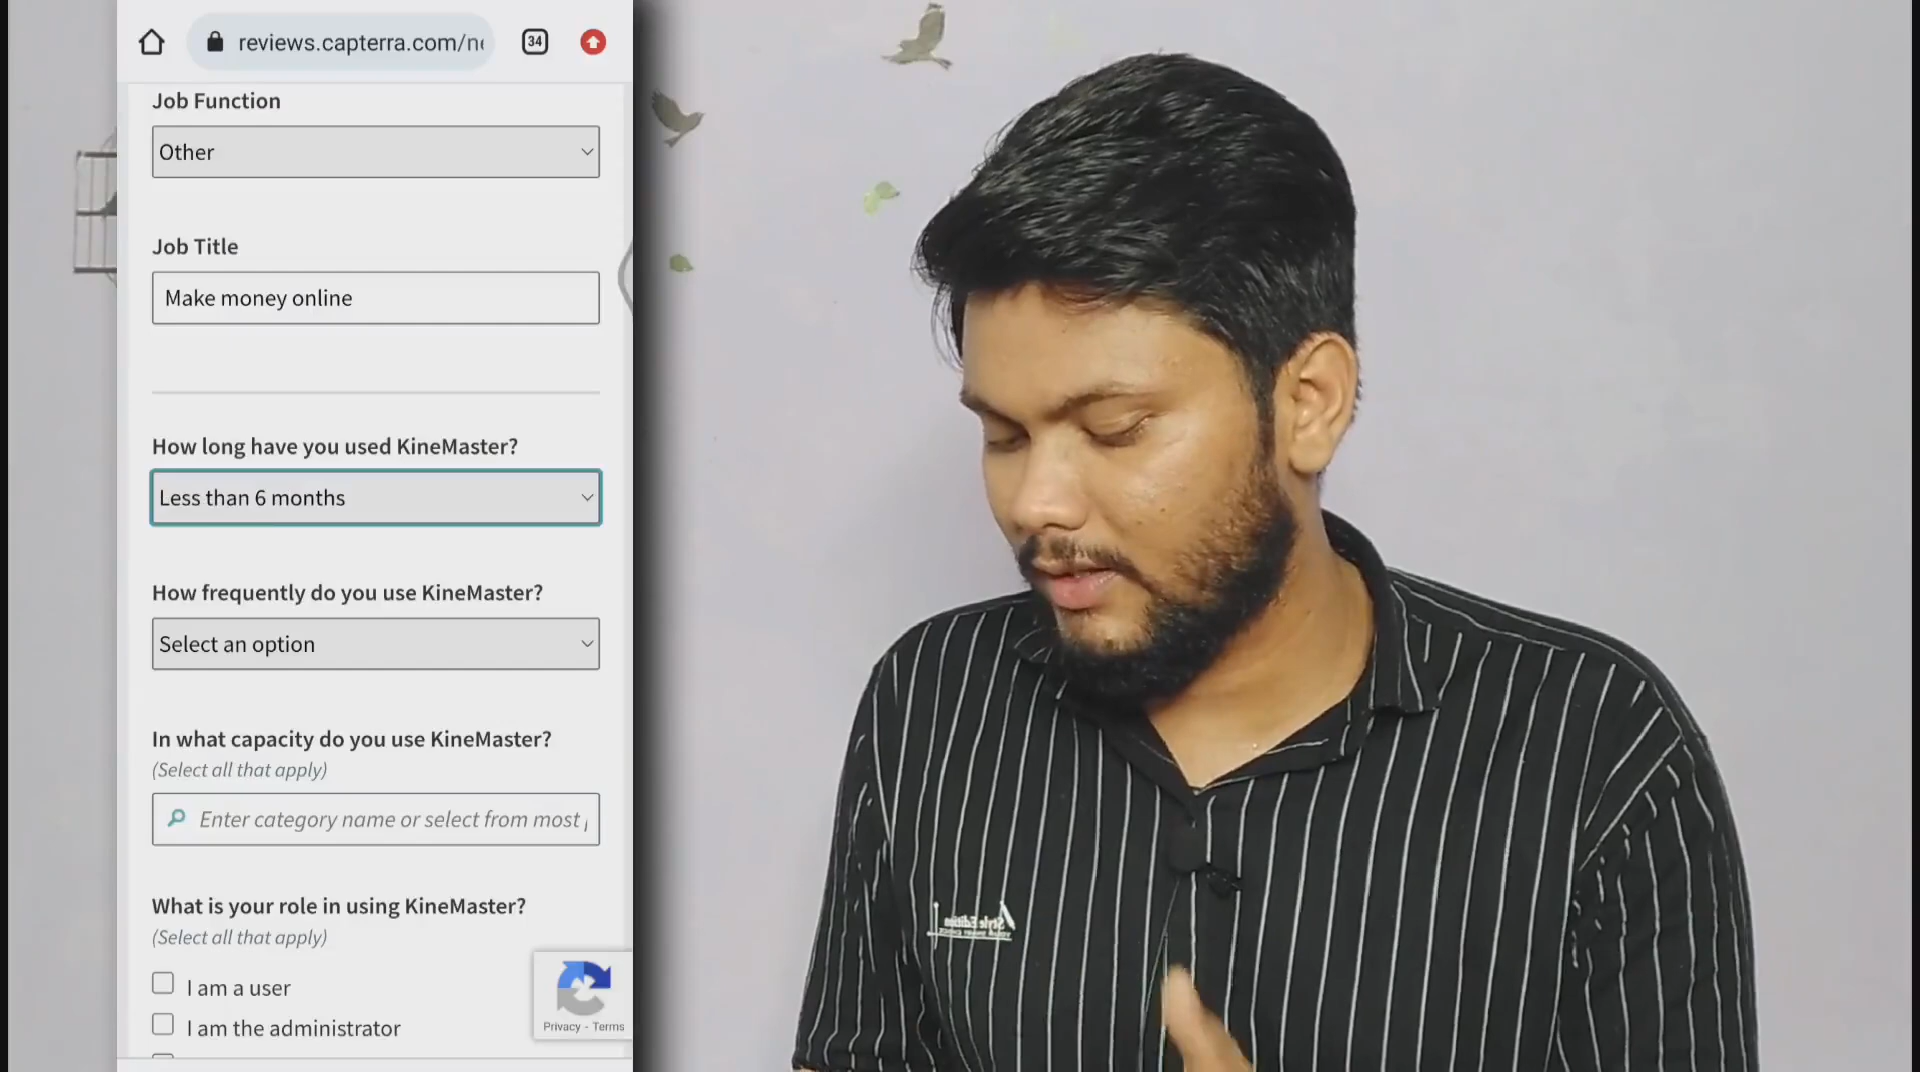 reviews.capterra.com/ne
34
Job Function
Other
Job Title
Make money online
How long have you used KineMaster?
Less than 6 months
How frequently do you use KineMaster?
Select an option
In what capacity do you use KineMaster?
(Select all that apply)
Enter category name or select from most
What is your role in using KineMaster?
(Select all that apply)
I am a user
I am the administrator
Privacy - Terms
Style Edition